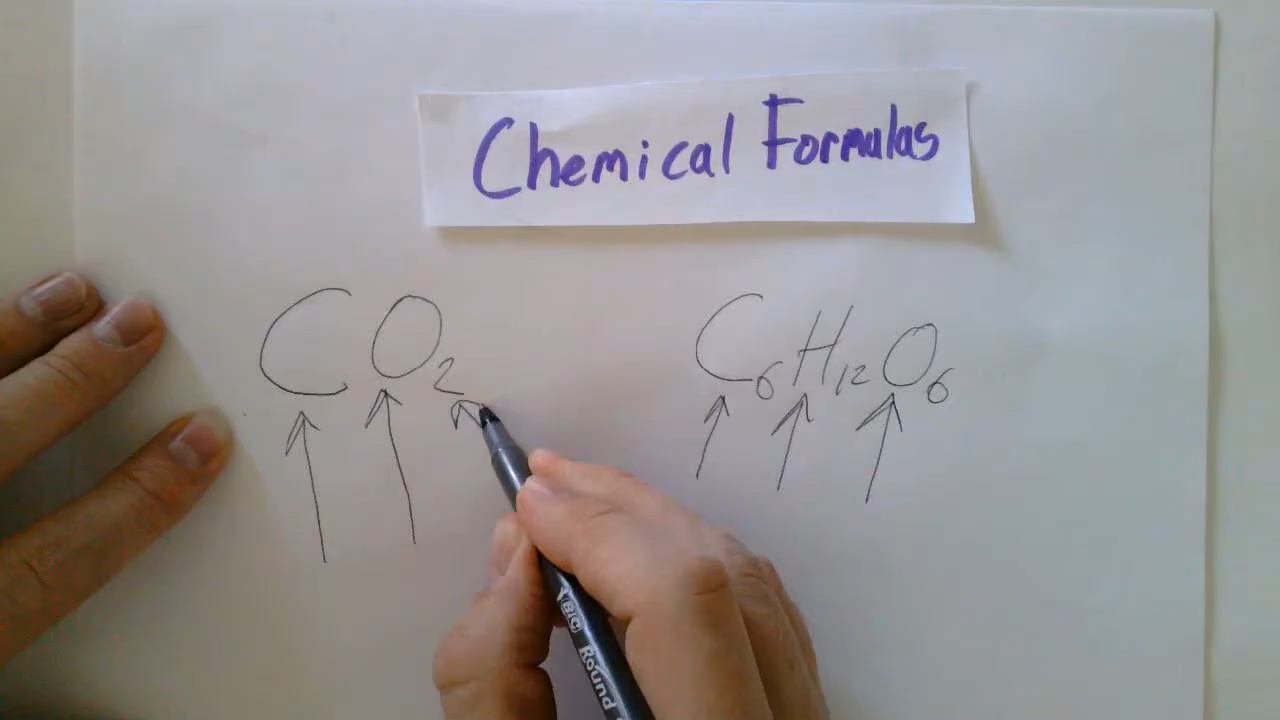 Chemical Formulas
CO₂ C₆H₁₂O₆
BIC Round